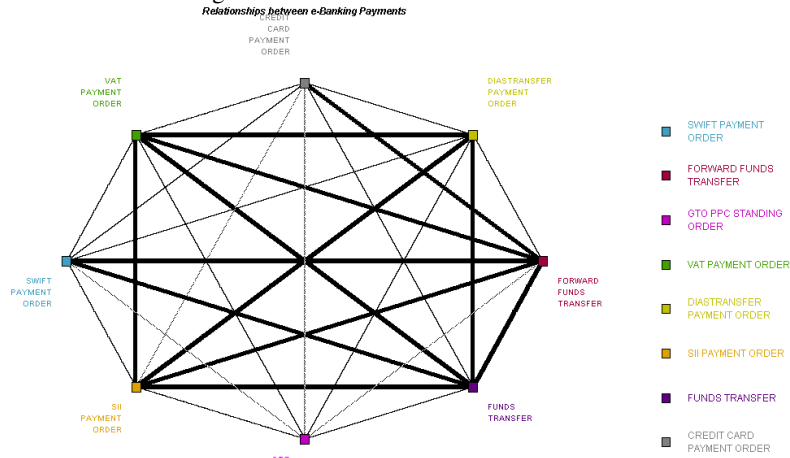 Relationships between e-Banking Payments
CREDIT
CARD
PAYMENT
ORDER
VAT
PAYMENT
ORDER
DIASTRANSFER
PAYMENT
ORDER
SWIFT
PAYMENT
ORDER
FORWARD
FUNDS
TRANSFER
SII
PAYMENT
ORDER
FUNDS
TRANSFER
SWIFT PAYMENT
ORDER
FORWARD FUNDS
TRANSFER
GTO PPC STANDING
ORDER
VAT PAYMENT ORDER
DIASTRANSFER
PAYMENT ORDER
SII PAYMENT ORDER
FUNDS TRANSFER
CREDIT CARD
PAYMENT ORDER